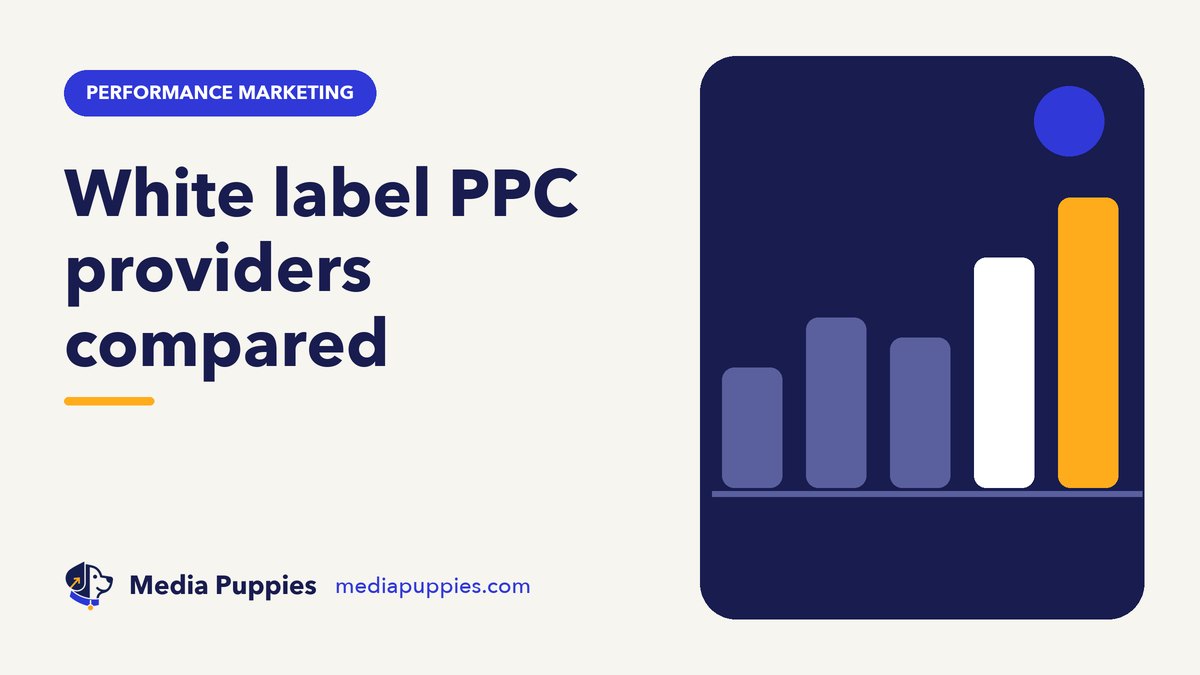 PERFORMANCE MARKETING
White label PPC
providers
compared
Media Puppies mediapuppies.com